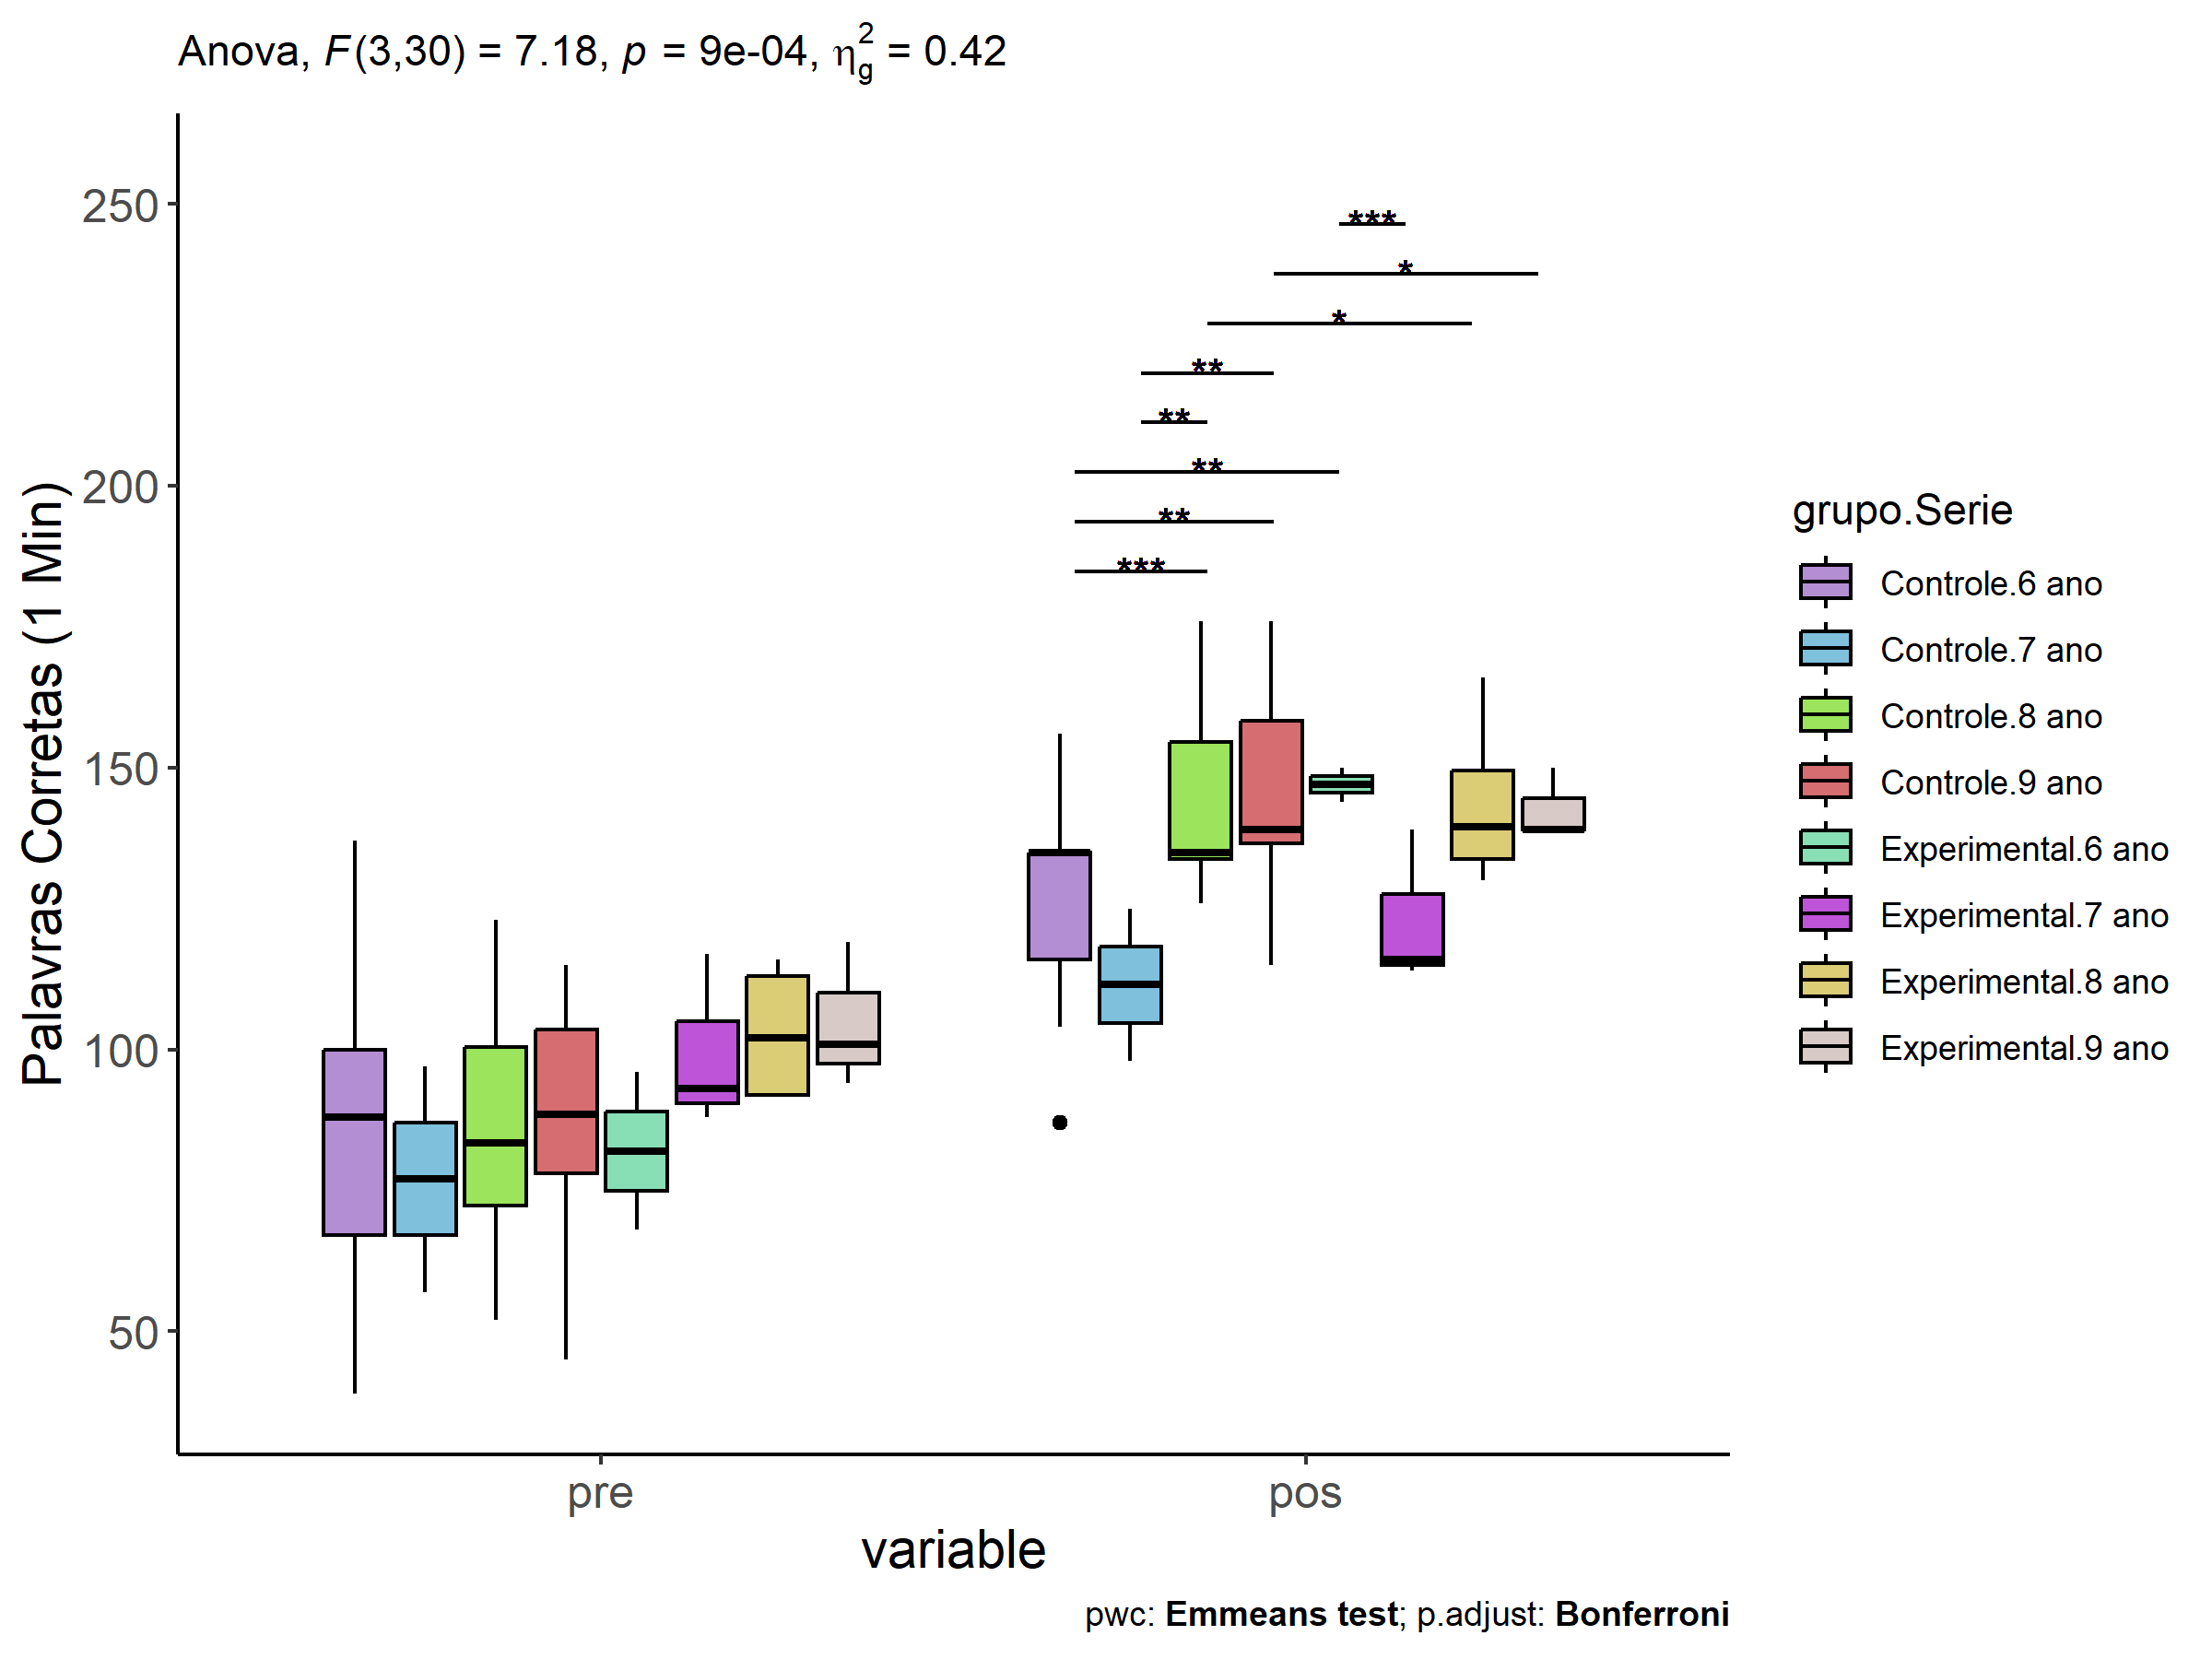 Anova, F(3,30) = 7.18, p = 9e-04, η²g = 0.42
Palavras Corretas (1 Min)
250
200
150
100
50
***
*
*
**
**
**
**
***
pre
pos
variable
grupo.Serie
Controle.6 ano
Controle.7 ano
Controle.8 ano
Controle.9 ano
Experimental.6 ano
Experimental.7 ano
Experimental.8 ano
Experimental.9 ano
pwc: Emmeans test; p.adjust: Bonferroni